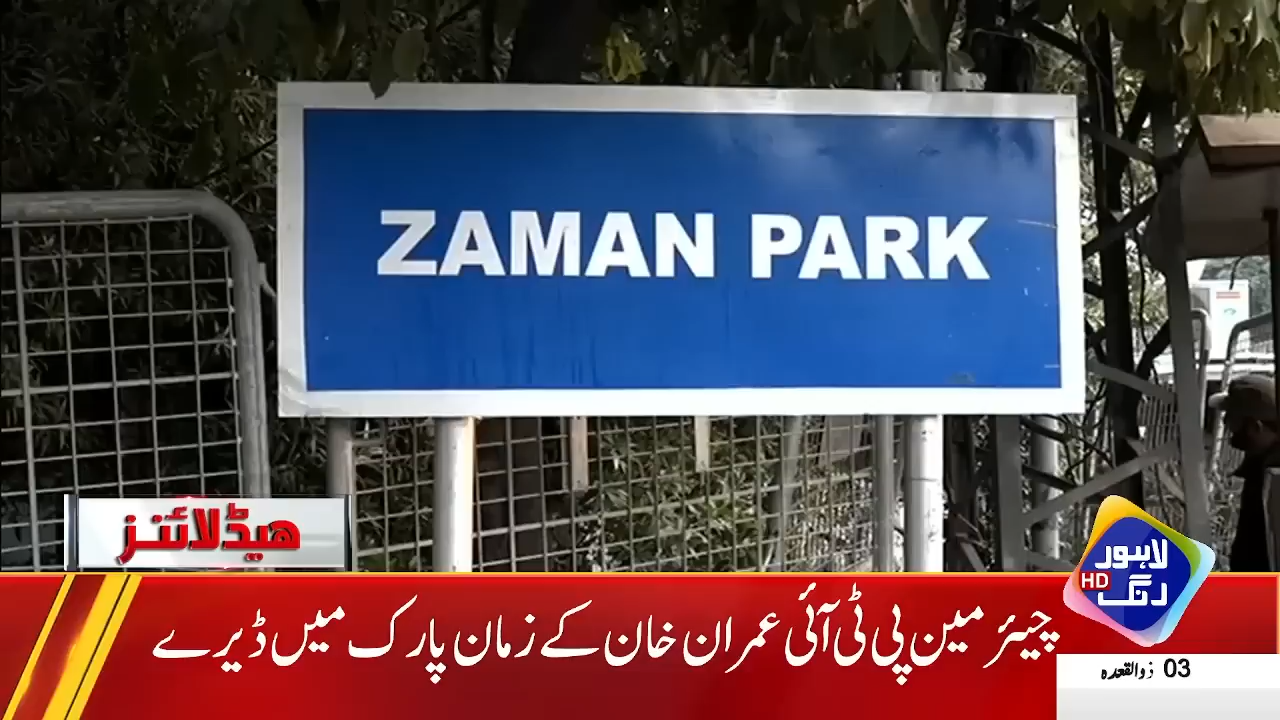 ZAMAN PARK
ہیڈلائنز
لاہور
رنگ
HD
چیئرمین پی ٹی آئی عمران خان کے زمان پارک میں ڈیرے
03 ذوالقعدہ